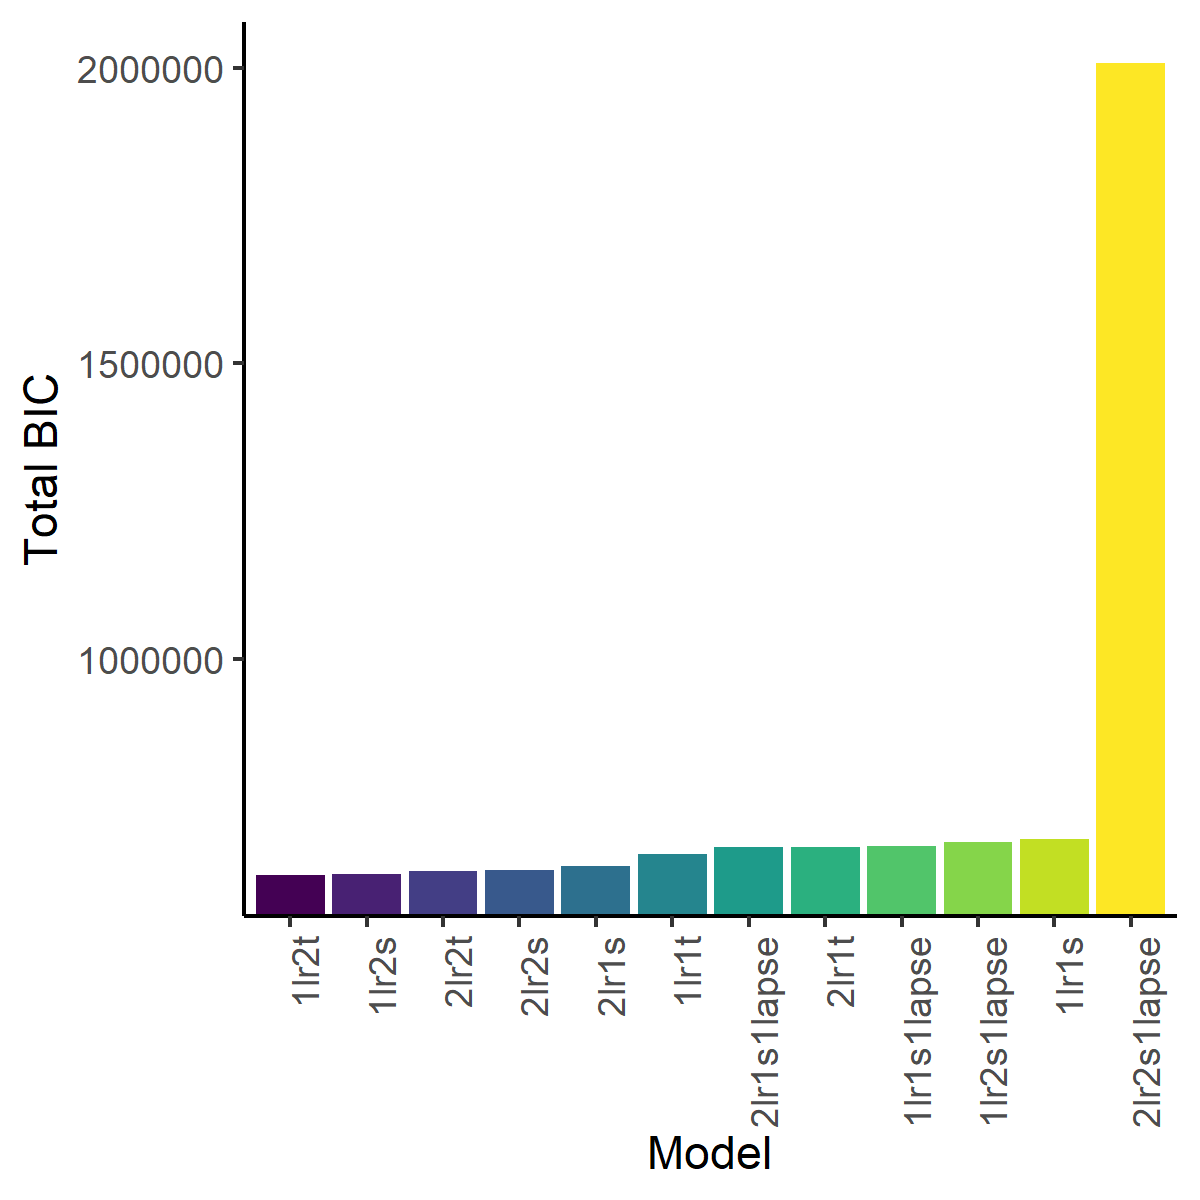 Total BIC
2000000
1500000
1000000
1lr2t
1lr2s
2lr2t
2lr2s
2lr1s
1lr1t
2lr1s1lapse
2lr1t
1lr1s1lapse
1lr2s1lapse
1lr1s
2lr2s1lapse
Model